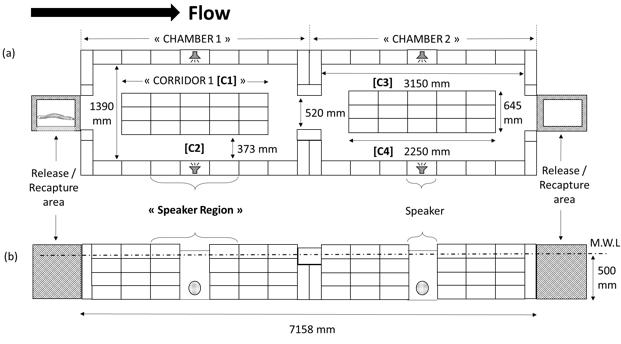 Flow
« CHAMBER 1 »
« CHAMBER 2 »
(a)
« CORRIDOR 1 [C1] »
[C3]
3150 mm
1390
mm
520 mm
645
mm
[C2]
373 mm
[C4]
2250 mm
Release /
Recapture
area
Release /
Recapture
area
« Speaker Region »
Speaker
(b)
M.W.L
500
mm
7158 mm